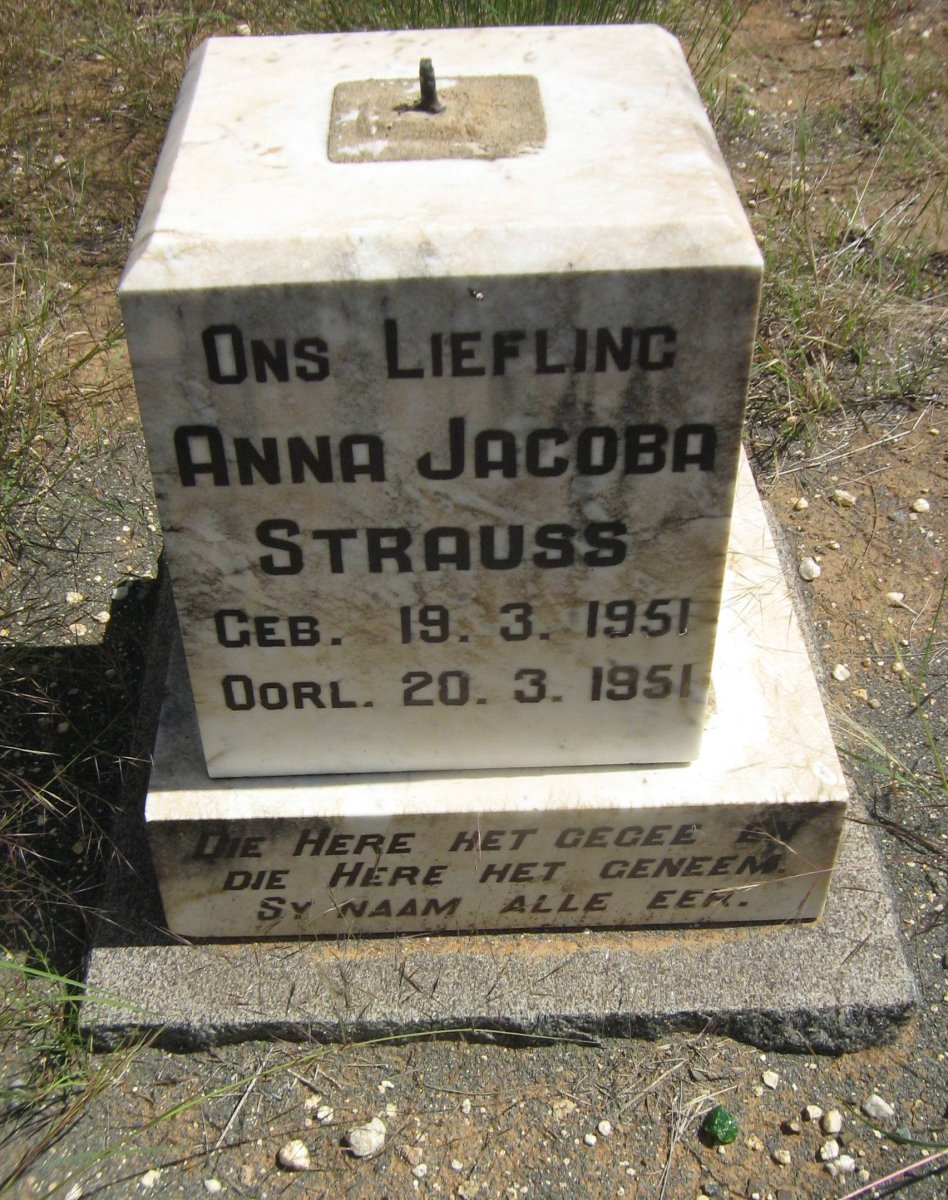 Ons Liefling
Anna Jacoba
Strauss
Geb. 19. 3. 1951
Oorl. 20. 3. 1951
Die Here het gegee en
die Here het geneem.
Sy naam alle eer.